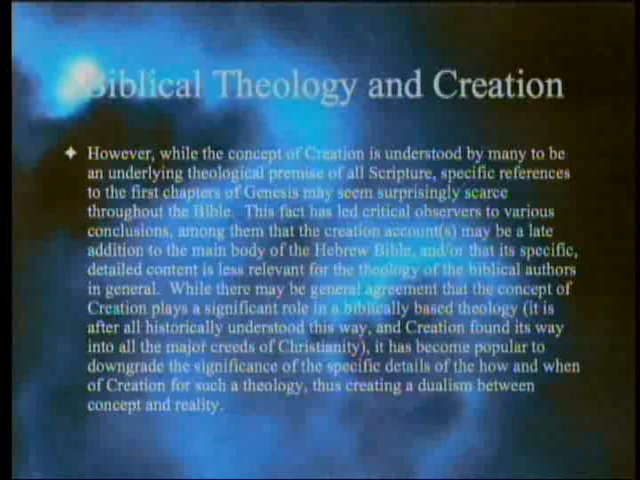 Biblical Theology and Creation
However, while the concept of Creation is understood by many to be
an underlying theological premise of all Scripture, specific references
to the first chapters of Genesis may seem surprisingly scarce
throughout the Bible.  This fact has led critical observers to various
conclusions, among them that the creation account(s) may be a late
addition to the main body of the Hebrew Bible, and/or that its specific,
detailed content is less relevant for the theology of the biblical authors
in general.  While there may be general agreement that the concept of
Creation plays a significant role in a biblically based theology (it is
after all historically understood this way, and Creation found its way
into all the major creeds of Christianity), it has become popular to
downgrade the significance of the specific details of the how and when
of Creation for such a theology, thus creating a dualism between
concept and reality.